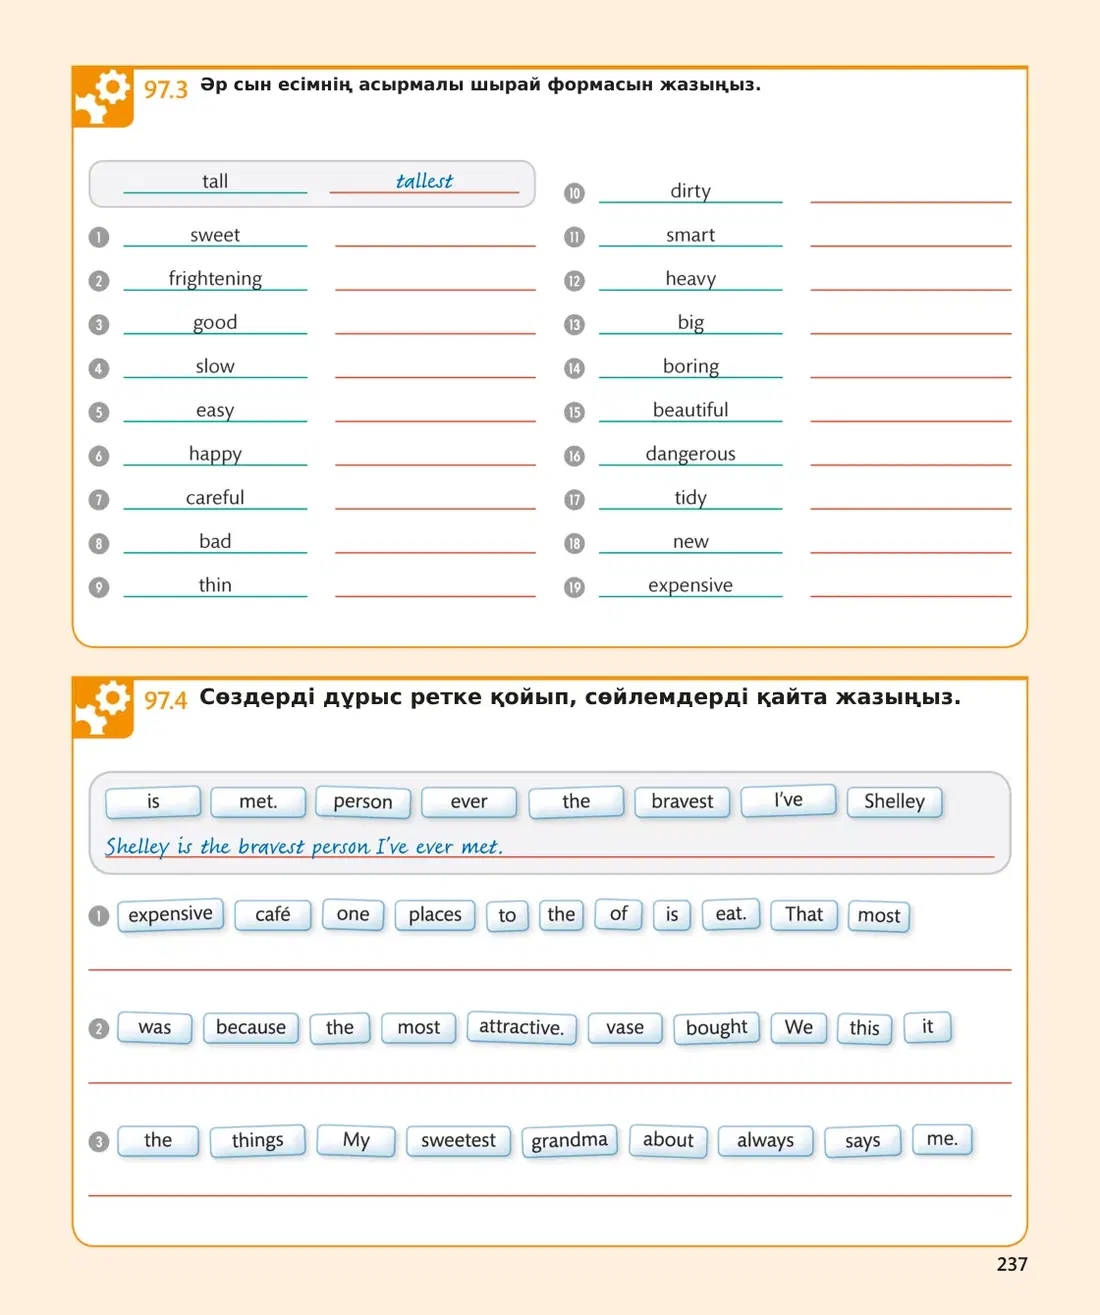 97.3 Әр сын есімнің асырмалы шырай формасын жазыңыз.
tall tallest
1 sweet
2 frightening
3 good
4 slow
5 easy
6 happy
7 careful
8 bad
9 thin
10 dirty
11 smart
12 heavy
13 big
14 boring
15 beautiful
16 dangerous
17 tidy
18 new
19 expensive
97.4 Сөздерді дұрыс ретке қойып, сөйлемдерді қайта жазыңыз.
is met. person ever the bravest I've Shelley
Shelley is the bravest person I've ever met.
1 expensive café one places to the of is eat. That most
2 was because the most attractive. vase bought We this it
3 the things My sweetest grandma about always says me.
237